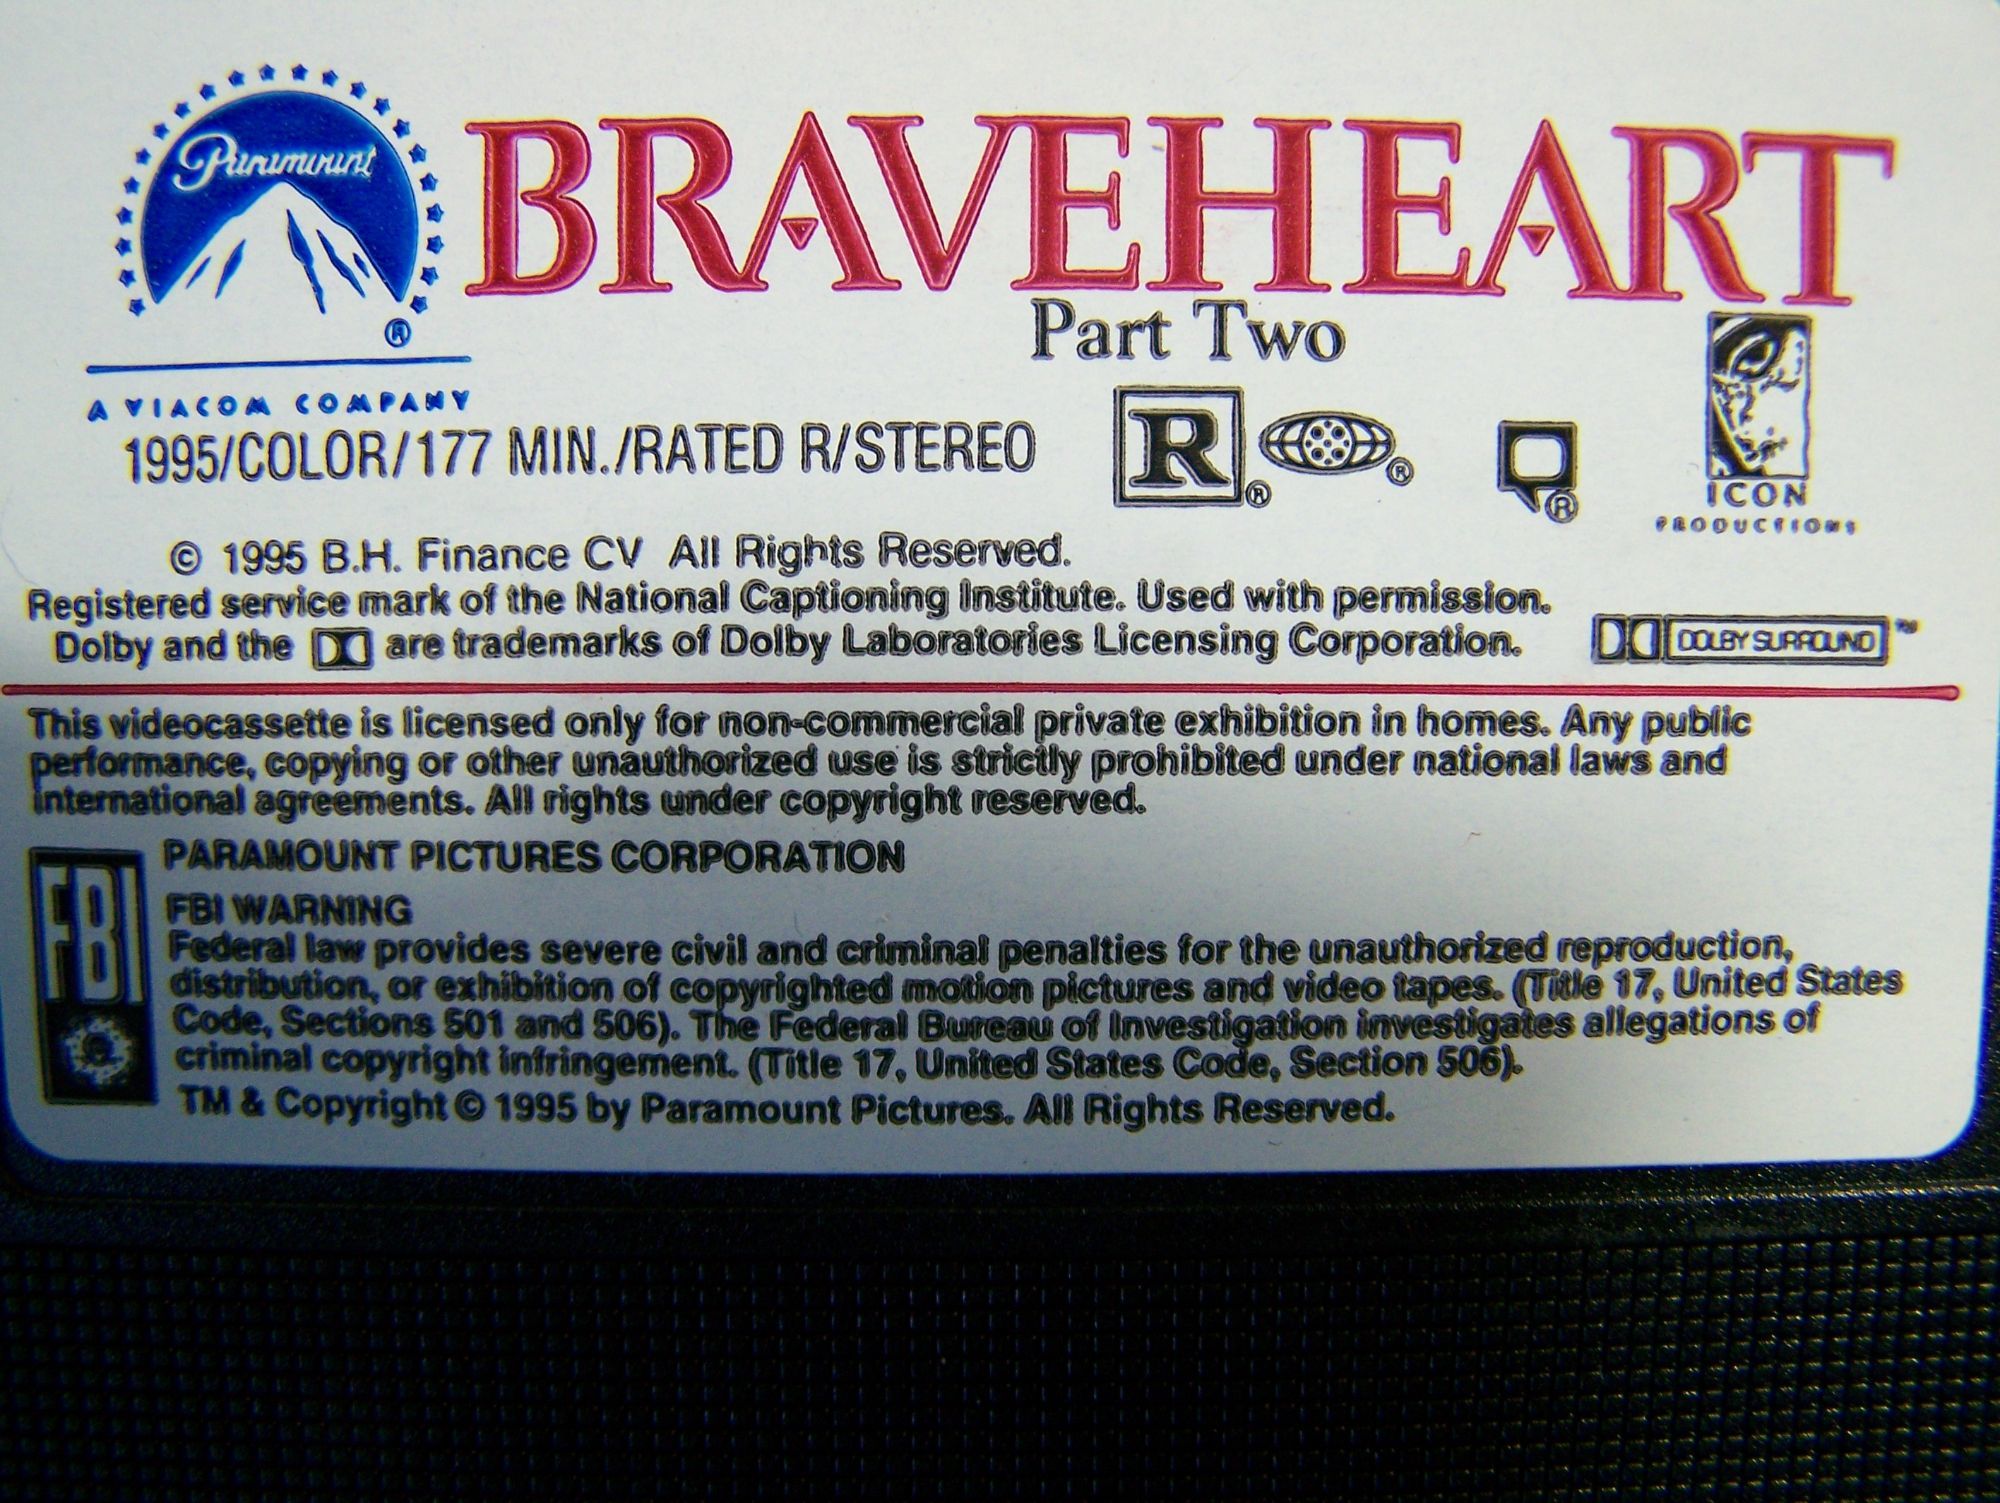 Paramount
BRAVEHEART
Part Two
®
A VIACOM COMPANY
1995/COLOR/177 MIN./RATED R/STEREO
R ® ® ®
ICON
PRODUCTIONS
© 1995 B.H. Finance CV All Rights Reserved.
Registered service mark of the National Captioning Institute. Used with permission.
Dolby and the are trademarks of Dolby Laboratories Licensing Corporation.
DOLBY SURROUND ™
This videocassette is licensed only for non-commercial private exhibition in homes. Any public
performance, copying or other unauthorized use is strictly prohibited under national laws and
international agreements. All rights under copyright reserved.
PARAMOUNT PICTURES CORPORATION
FBI
FBI WARNING
Federal law provides severe civil and criminal penalties for the unauthorized reproduction,
distribution, or exhibition of copyrighted motion pictures and video tapes. (Title 17, United States
Code, Sections 501 and 506). The Federal Bureau of Investigation investigates allegations of
criminal copyright infringement. (Title 17, United States Code, Section 506).
TM & Copyright © 1995 by Paramount Pictures. All Rights Reserved.